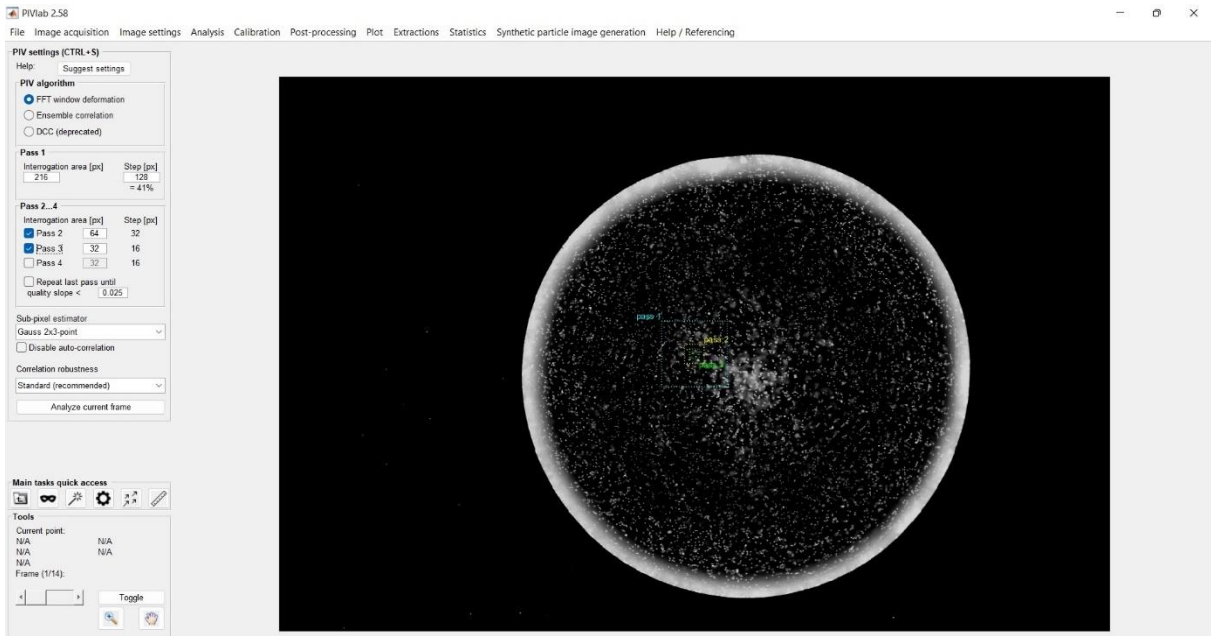 PIVlab 2.58
File Image acquisition Image settings Analysis Calibration Post-processing Plot Extractions Statistics Synthetic particle image generation Help / Referencing
PIV settings (CTRL+S)
Help: Suggest settings
PIV algorithm
FFT window deformation
Ensemble correlation
DCC (deprecated)
Pass 1
Interrogation area [px] Step [px]
216 128
= 41%
Pass 2...4
Interrogation area [px] Step [px]
Pass 2 64 32
Pass 3 32 16
Pass 4 32 16
Repeat last pass until
quality slope < 0.025
Sub-pixel estimator
Gauss 2x3-point
Disable auto-correlation
Correlation robustness
Standard (recommended)
Analyze current frame
pass 1
pass 2
pass 3
Main tasks quick access
Tools
Current point:
N/A N/A
N/A N/A
N/A
Frame (1/14):
Toggle